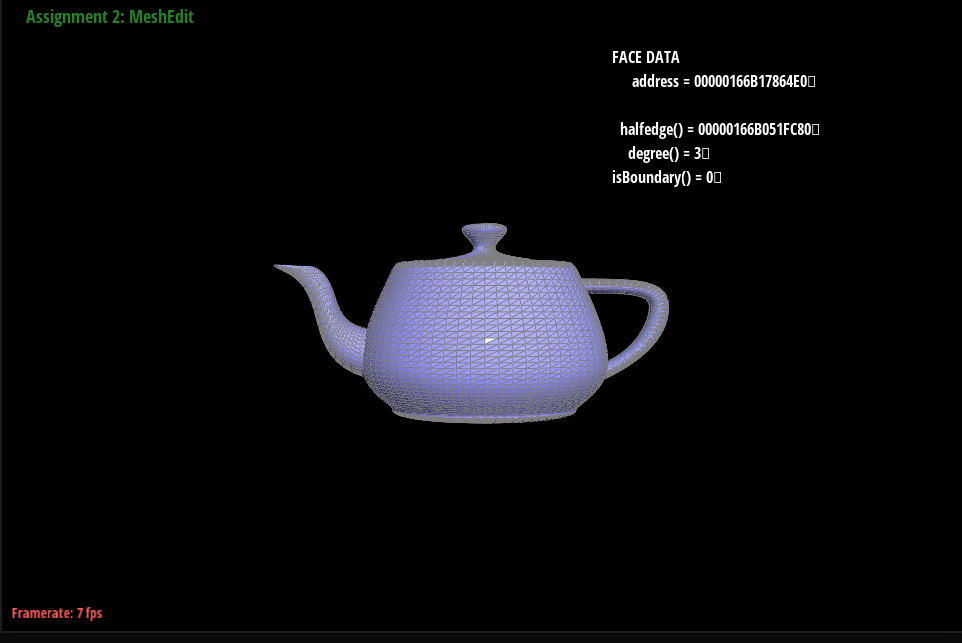 Assignment 2: MeshEdit
FACE DATA
address = 00000166B17864E0
halfedge() = 00000166B051FC80
degree() = 3
isBoundary() = 0
Framerate: 7 fps